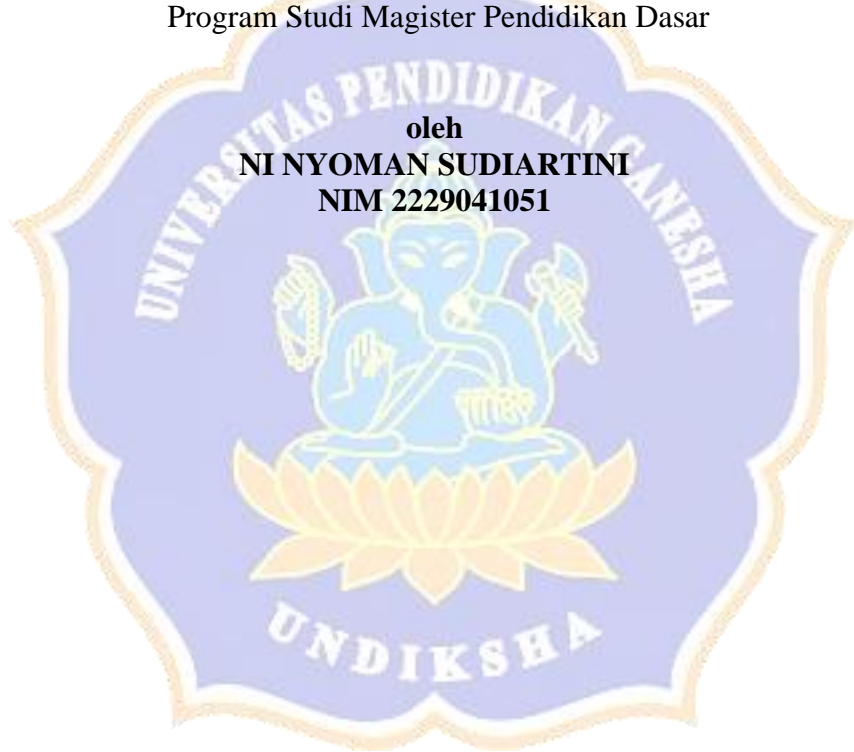 Program Studi Magister Pendidikan Dasar
oleh
NI NYOMAN SUDIARTINI
NIM 2229041051
UNIVERSITAS PENDIDIKAN GANESHA
UNDIKSHA